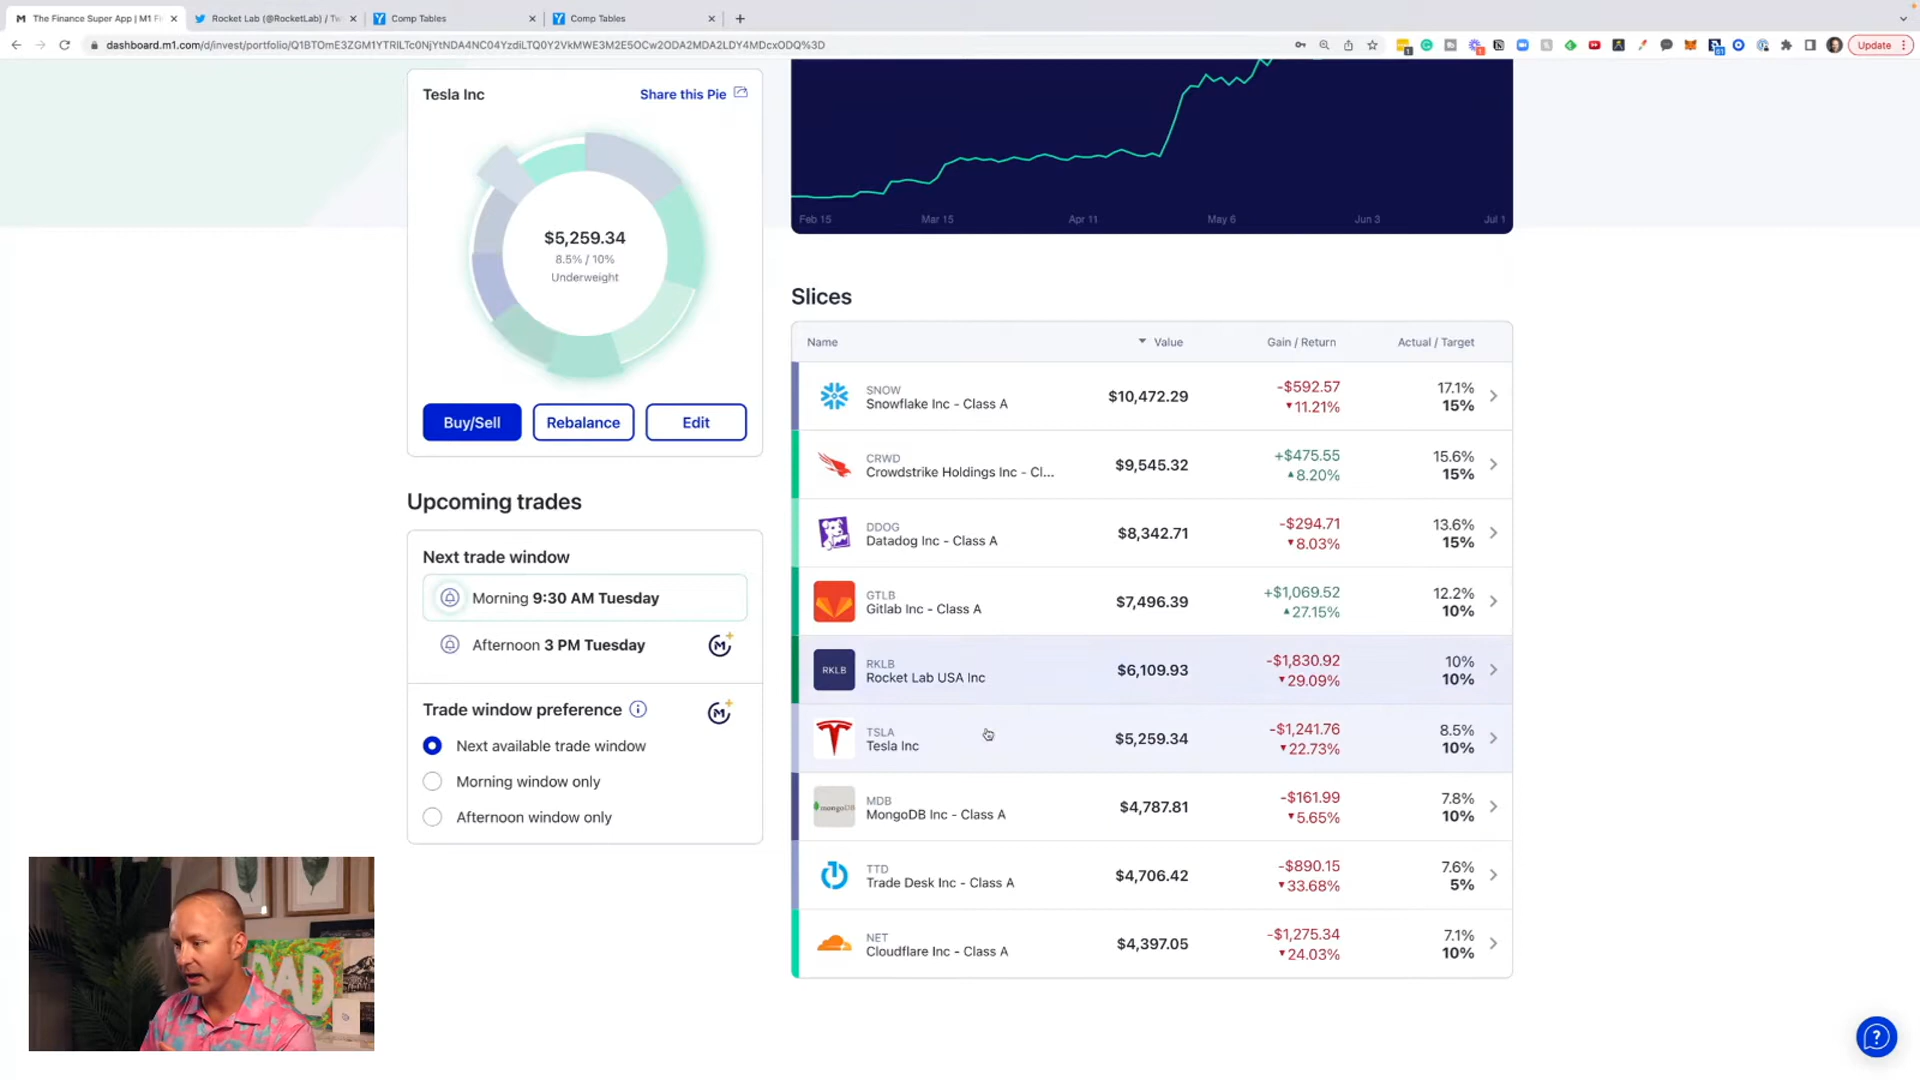 The Finance Super App | M1 Fi
Rocket Lab (@RocketLab) / Tw
Comp Tables
Comp Tables
dashboard.m1.com/d/invest/portfolio/Q1BTOmE3ZGM1YTRlLTc0NjYtNDA4NC04YzdiLTQ0Y2VkMWE3M2E5OCw2ODA2MDA2LDY4MDcxODQ%3D
Update
Tesla Inc
Share this Pie
$5,259.34
8.5% / 10%
Underweight
Buy/Sell
Rebalance
Edit
Upcoming trades
Next trade window
Morning 9:30 AM Tuesday
Afternoon 3 PM Tuesday
Trade window preference
Next available trade window
Morning window only
Afternoon window only
Feb 15 Mar 15 Apr 11 May 6 Jun 3 Jul 1
Slices
Name Value Gain / Return Actual / Target
SNOW
Snowflake Inc - Class A
$10,472.29
-$592.57
11.21%
17.1%
15%
CRWD
Crowdstrike Holdings Inc - Cl...
$9,545.32
+$475.55
8.20%
15.6%
15%
DDOG
Datadog Inc - Class A
$8,342.71
-$294.71
8.03%
13.6%
15%
GTLB
Gitlab Inc - Class A
$7,496.39
+$1,069.52
27.15%
12.2%
10%
RKLB
RKLB
Rocket Lab USA Inc
$6,109.93
-$1,830.92
29.09%
10%
10%
TSLA
Tesla Inc
$5,259.34
-$1,241.76
22.73%
8.5%
10%
mongoDB
MDB
MongoDB Inc - Class A
$4,787.81
-$161.99
5.65%
7.8%
10%
TTD
Trade Desk Inc - Class A
$4,706.42
-$890.15
33.68%
7.6%
5%
NET
Cloudflare Inc - Class A
$4,397.05
-$1,275.34
24.03%
7.1%
10%
DAD